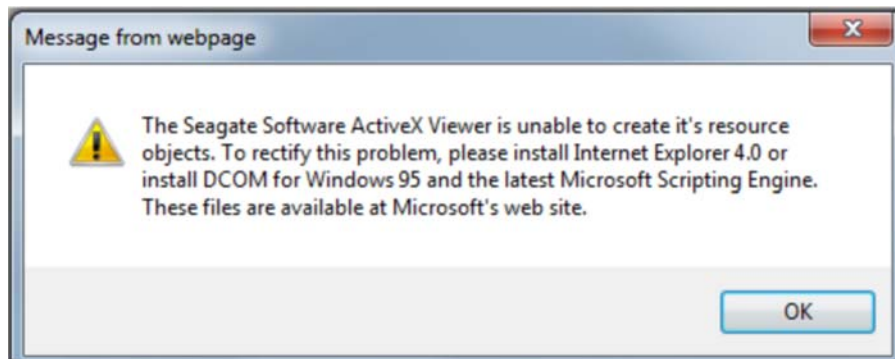 Message from webpage
The Seagate Software ActiveX Viewer is unable to create it's resource
objects. To rectify this problem, please install Internet Explorer 4.0 or
install DCOM for Windows 95 and the latest Microsoft Scripting Engine.
These files are available at Microsoft's web site.
OK